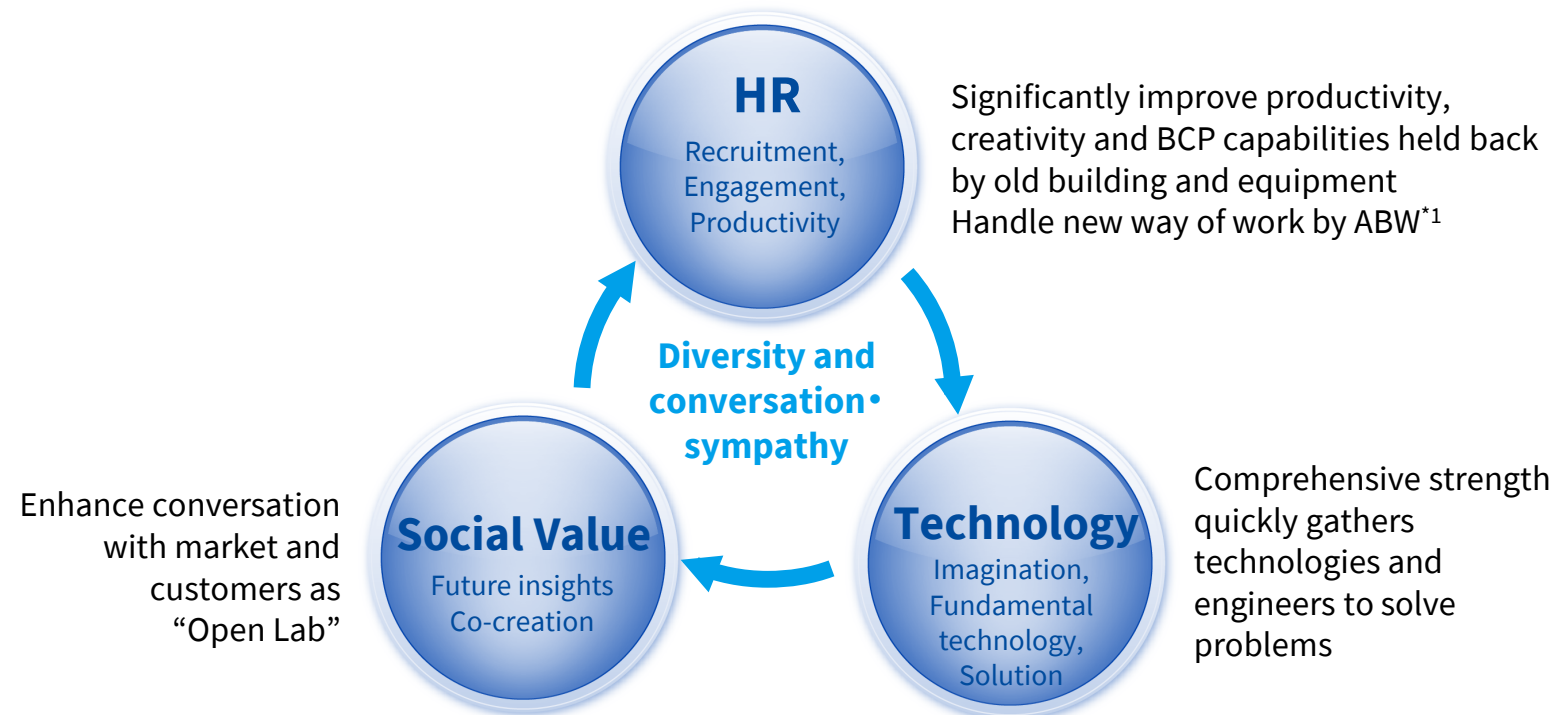 HR
Recruitment,
Engagement,
Productivity
Significantly improve productivity,
creativity and BCP capabilities held back
by old building and equipment
Handle new way of work by ABW*1
Diversity and
conversation・
sympathy
Enhance conversation
with market and
customers as
“Open Lab”
Social Value
Future insights
Co-creation
Technology
Imagination,
Fundamental
technology,
Solution
Comprehensive strength
quickly gathers
technologies and
engineers to solve
problems